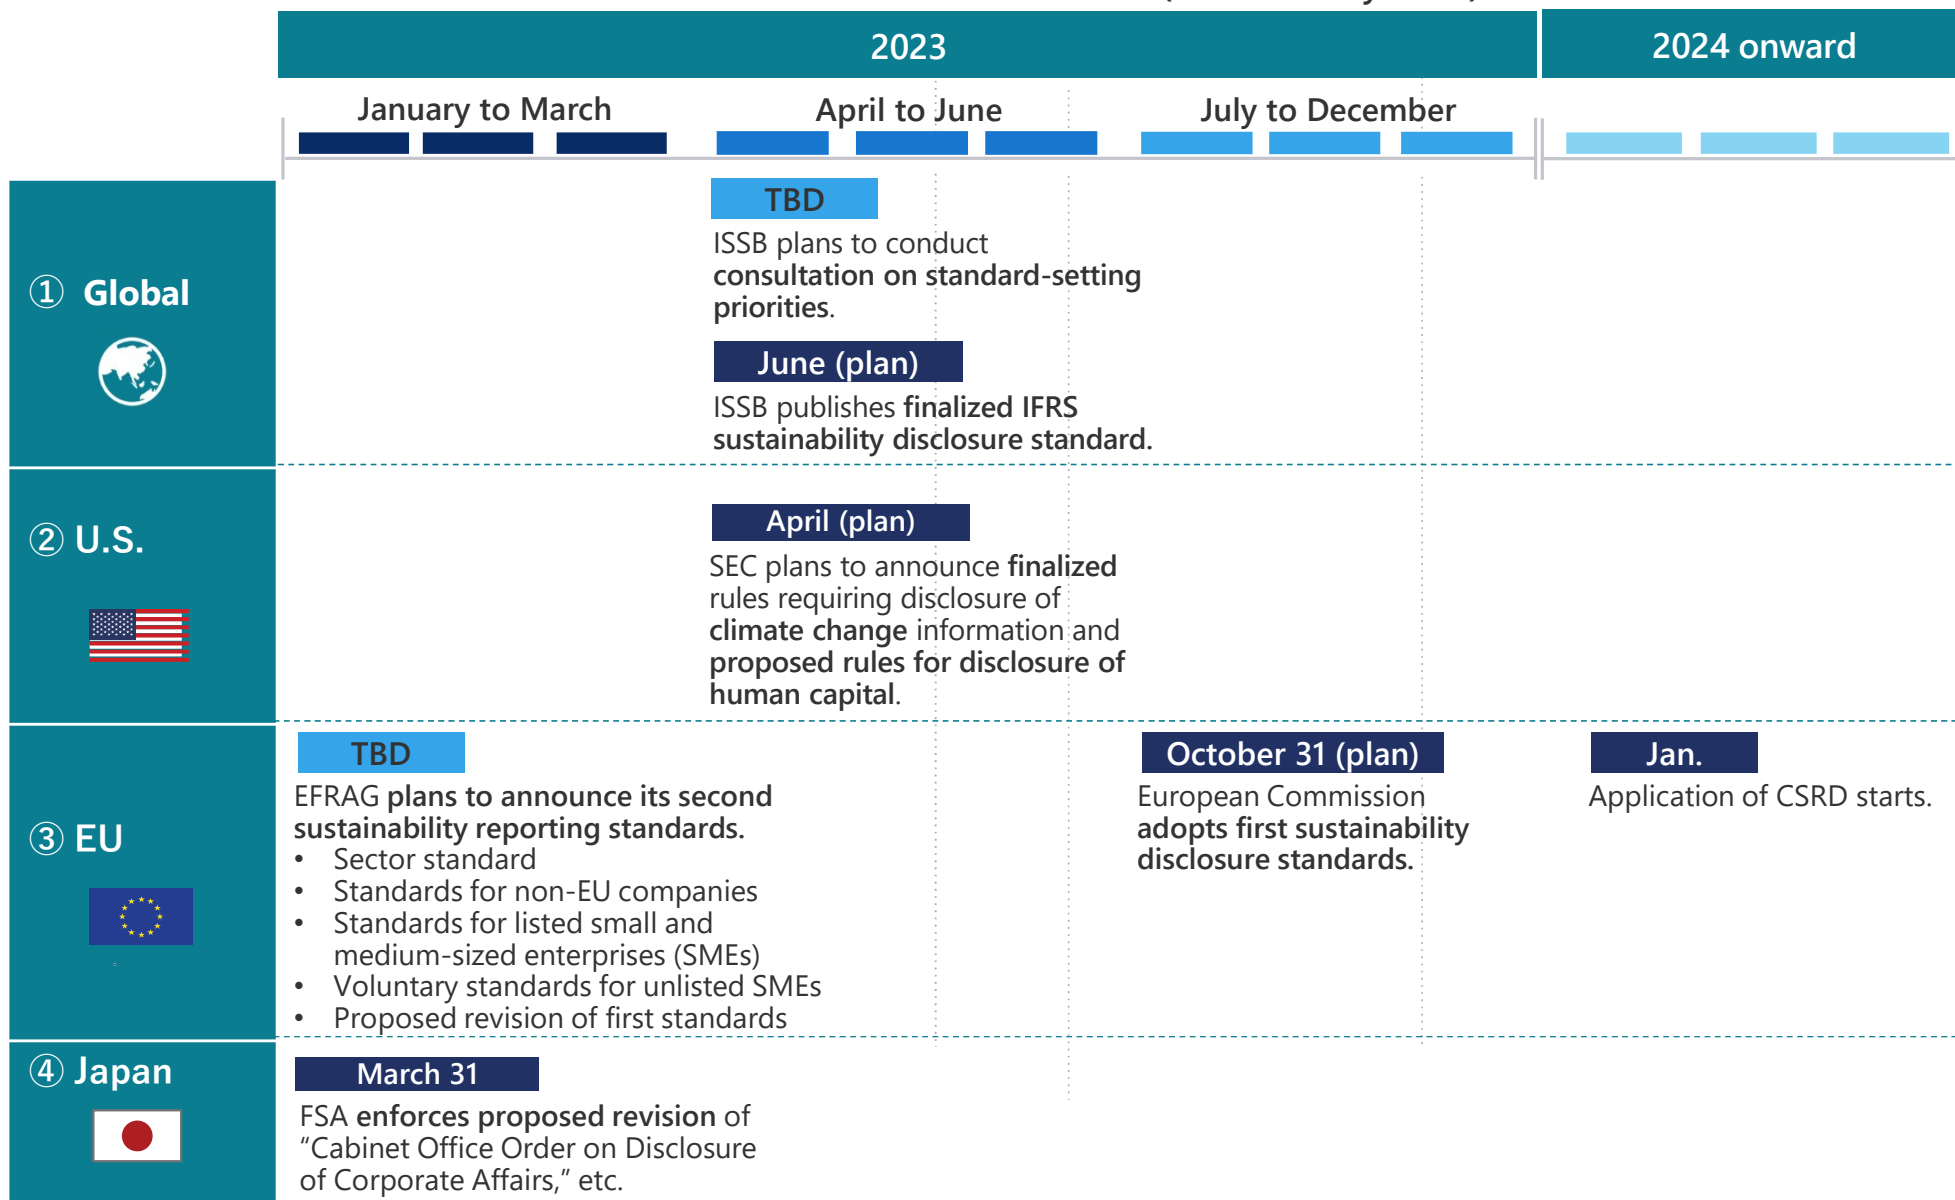 2023
2024 onward
January to March
April to June
July to December
① Global
TBD
ISSB plans to conduct
consultation on standard-setting
priorities.
June (plan)
ISSB publishes finalized IFRS
sustainability disclosure standard.
② U.S.
April (plan)
SEC plans to announce finalized
rules requiring disclosure of
climate change information and
proposed rules for disclosure of
human capital.
③ EU
TBD
EFRAG plans to announce its second
sustainability reporting standards.
• Sector standard
• Standards for non-EU companies
• Standards for listed small and
medium-sized enterprises (SMEs)
• Voluntary standards for unlisted SMEs
• Proposed revision of first standards
October 31 (plan)
European Commission
adopts first sustainability
disclosure standards.
Jan.
Application of CSRD starts.
④ Japan
March 31
FSA enforces proposed revision of
“Cabinet Office Order on Disclosure
of Corporate Affairs,” etc.